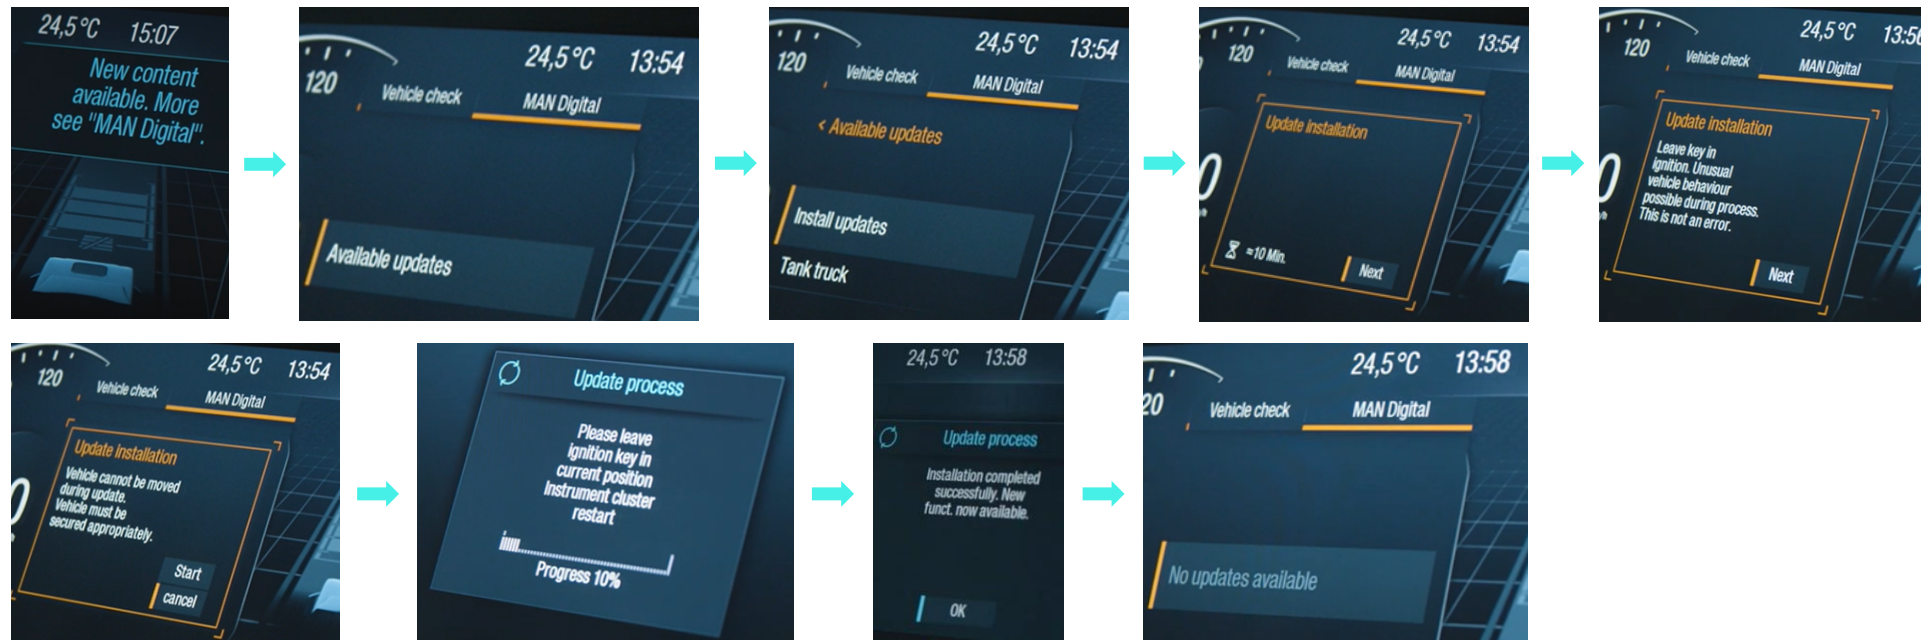 24,5°C 15:07
New content
available. More
see "MAN Digital".
24,5°C 13:54
120
Vehicle check MAN Digital
Available updates
24,5°C 13:54
120
Vehicle check MAN Digital
< Available updates
Install updates
Tank truck
24,5°C 13:54
120
Vehicle check MAN Digital
Update installation
0
≈10 Min.
Next
24,5°C 13:56
120
Vehicle check MAN Digital
Update installation
Leave key in
ignition. Unusual
vehicle behaviour
possible during process.
This is not an error.
0
Next
24,5°C 13:54
120
Vehicle check MAN Digital
Update installation
Vehicle cannot be moved
during update.
Vehicle must be
secured appropriately.
0
Start
cancel
Update process
Please leave
ignition key in
current position
Instrument cluster
restart
Progress 10%
24,5°C 13:58
Update process
Installation completed
successfully. New
funct. now available.
OK
24,5°C 13:58
20
Vehicle check MAN Digital
No updates available